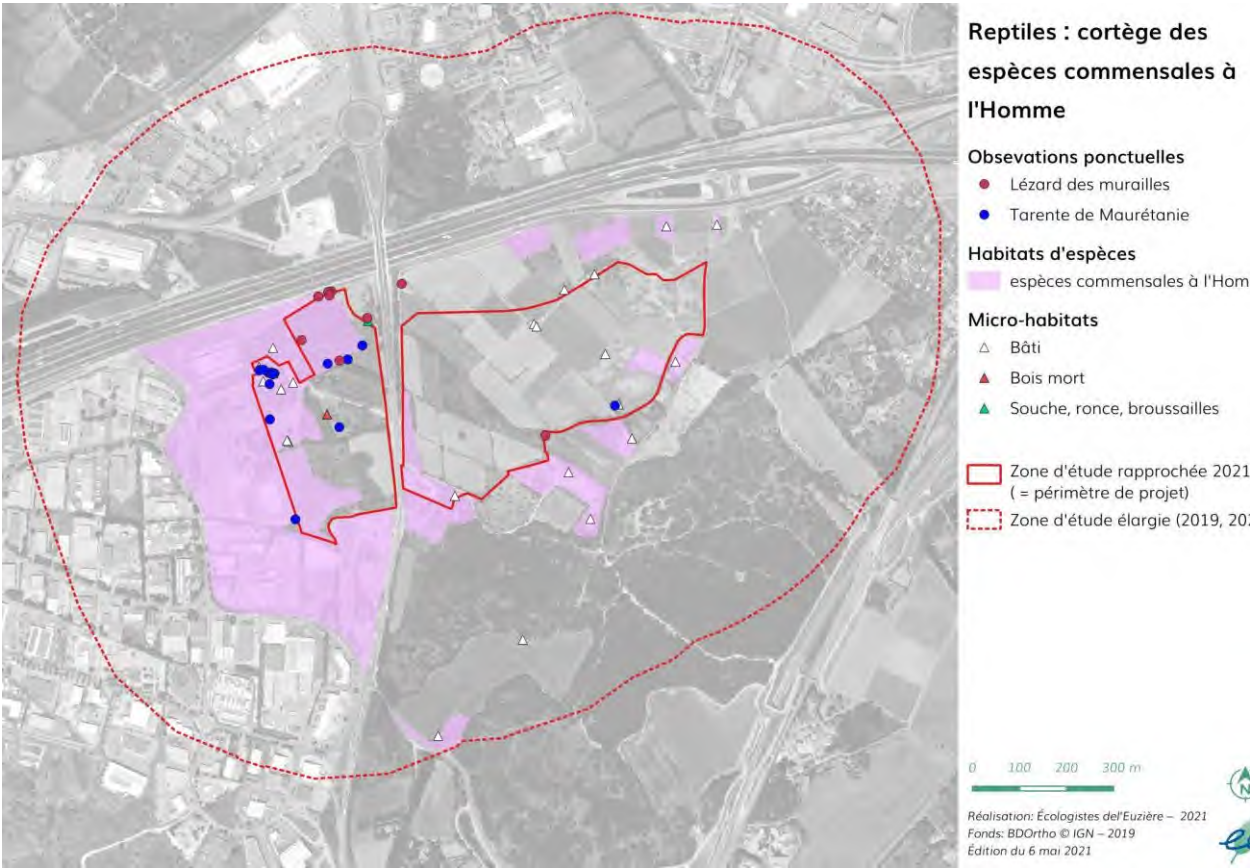 Reptiles : cortège des
espèces commensales à
l'Homme
Obsevations ponctuelles
Lézard des murailles
Tarente de Maurétanie
Habitats d'espèces
espèces commensales à l'Hom
Micro-habitats
Bâti
Bois mort
Souche, ronce, broussailles
Zone d'étude rapprochée 2021
( = périmètre de projet)
Zone d'étude élargie (2019, 202
0 100 200 300 m
N
Réalisation: Écologistes del'Euzière – 2021
Fonds: BDOrtho © IGN – 2019
Édition du 6 mai 2021